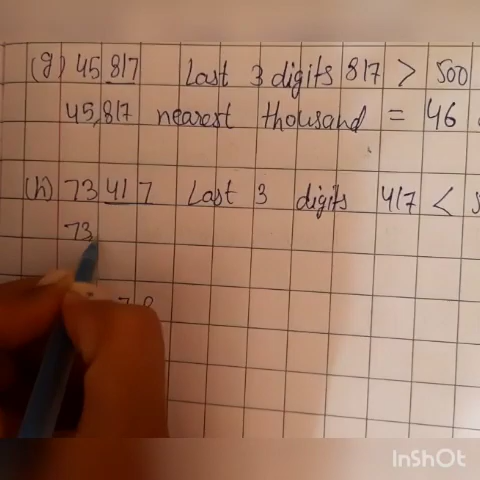 (g) 45 817 Last 3 digits 817 > 500
45,817 nearest thousand = 46
(h) 73 417 Last 3 digits 417 <
73,
InShOt